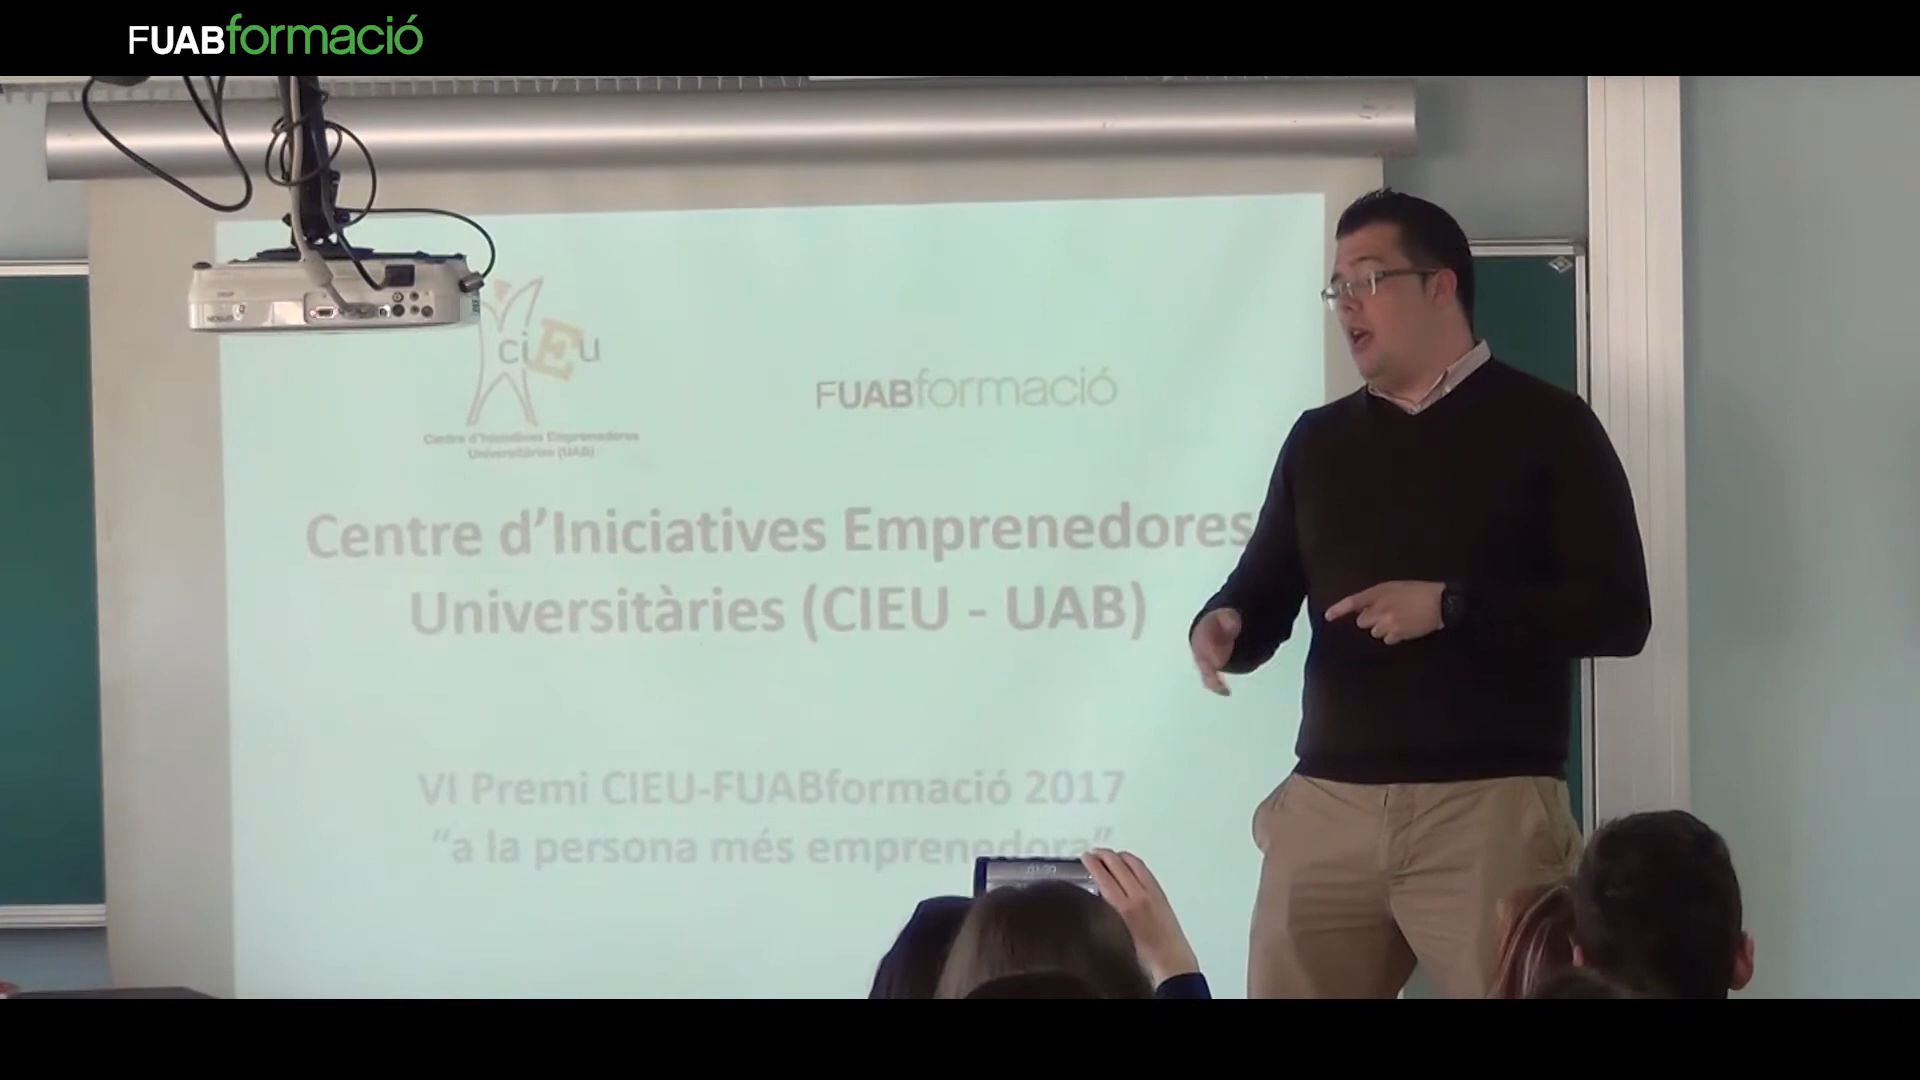 FUABformació
ciEu
FUABformació
Centre d'Iniciatives Emprenedores
Universitàries (UAB)
Centre d'Iniciatives Emprenedores
Universitàries (CIEU - UAB)
VI Premi CIEU-FUABformació 2017
“a la persona més emprenedora”